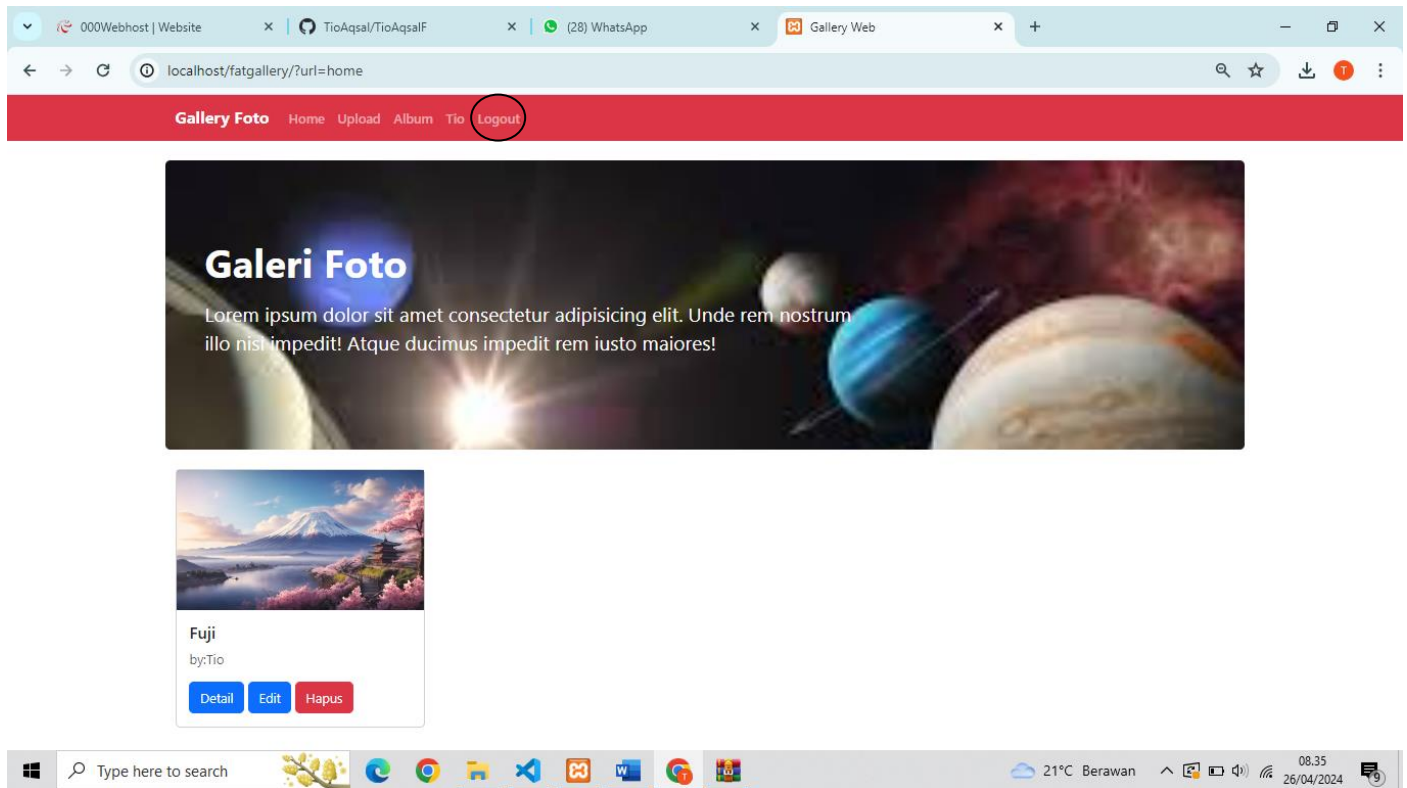 000Webhost | Website
TioAqsal/TioAqsalF
(28) WhatsApp
Gallery Web
localhost/fatgallery/?url=home
T
Gallery Foto Home Upload Album Tio Logout
Galeri Foto
Lorem ipsum dolor sit amet consectetur adipisicing elit. Unde rem nostrum
illo nisi impedit! Atque ducimus impedit rem iusto maiores!
Fuji
by:Tio
Detail Edit Hapus
Type here to search
21°C Berawan
08.35
26/04/2024
9